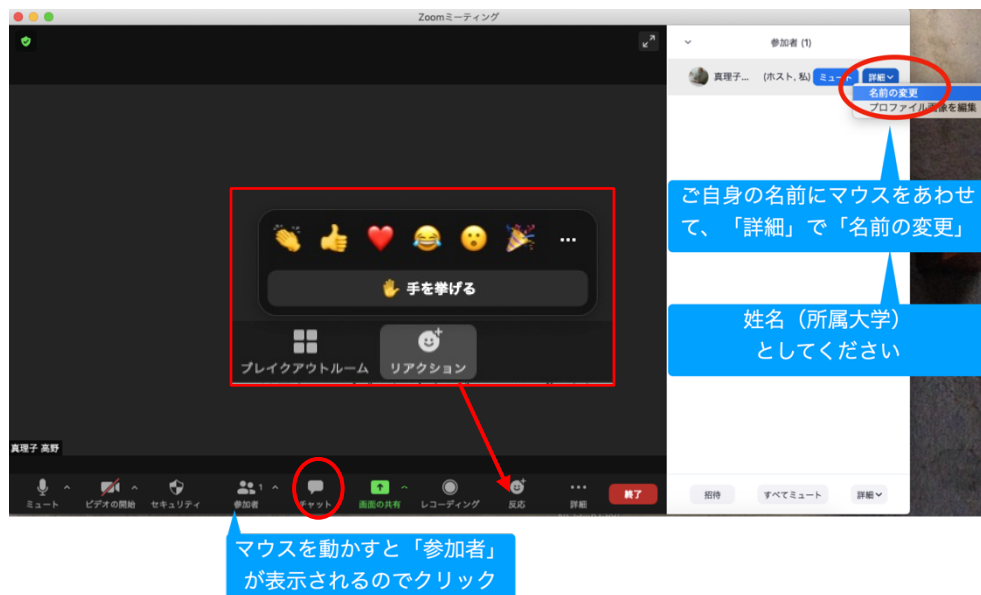 Zoomミーティング
参加者 (1)
真理子... (ホスト, 私) ミュート 詳細
名前の変更
プロファイル画像を編集
ご自身の名前にマウスをあわせ
て、「詳細」で「名前の変更」
手を挙げる
姓名（所属大学）
としてください
ブレイクアウトルーム リアクション
真理子 高野
1
ミュート ビデオの開始 セキュリティ 参加者 チャット 画面の共有 レコーディング 反応 詳細 終了
招待 すべてミュート 詳細
マウスを動かすと「参加者」
が表示されるのでクリック